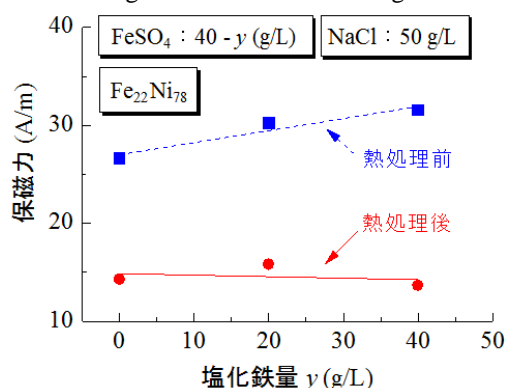 FeSO4：40 - y (g/L)
NaCl：50 g/L
Fe22Ni78
熱処理前
熱処理後
保磁力 (A/m)
40
30
20
10
0 10 20 30 40 50
塩化鉄量 y (g/L)